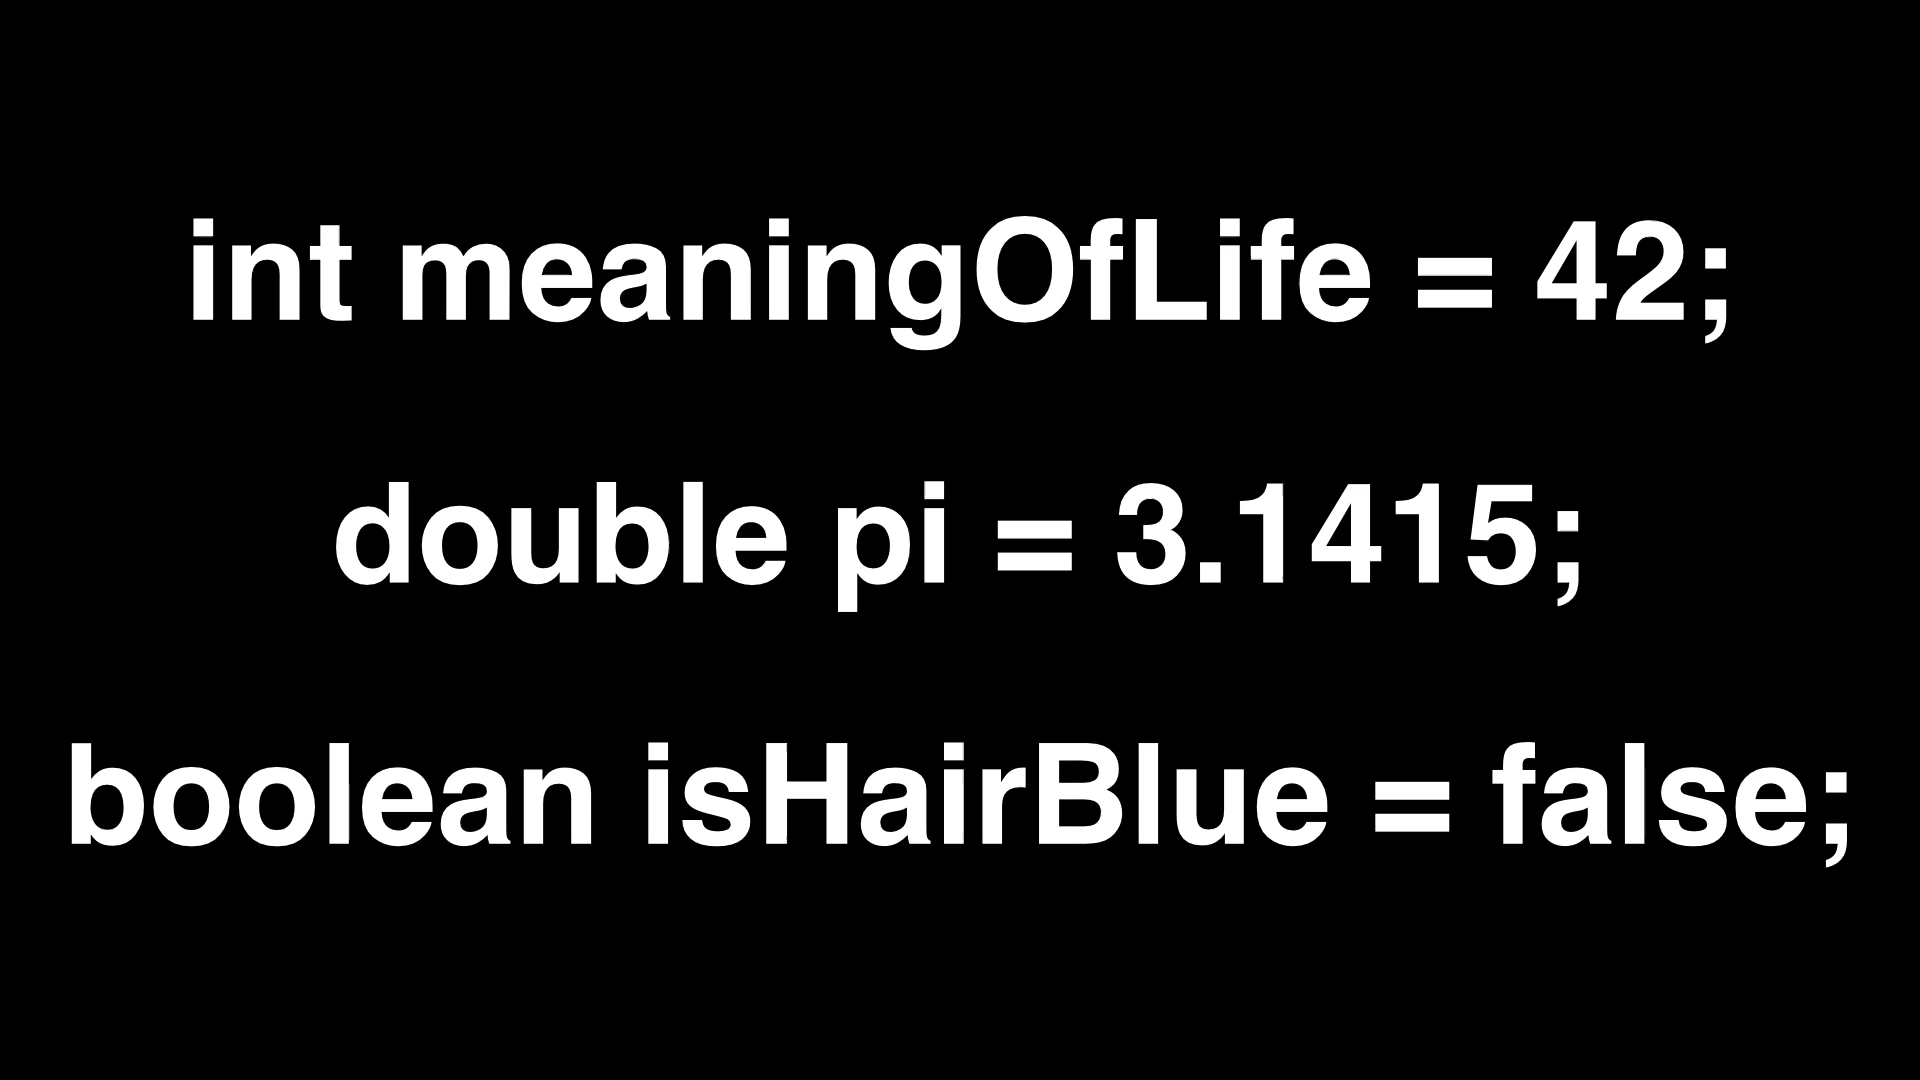 int meaningOfLife = 42;
double pi = 3.1415;
boolean isHairBlue = false;